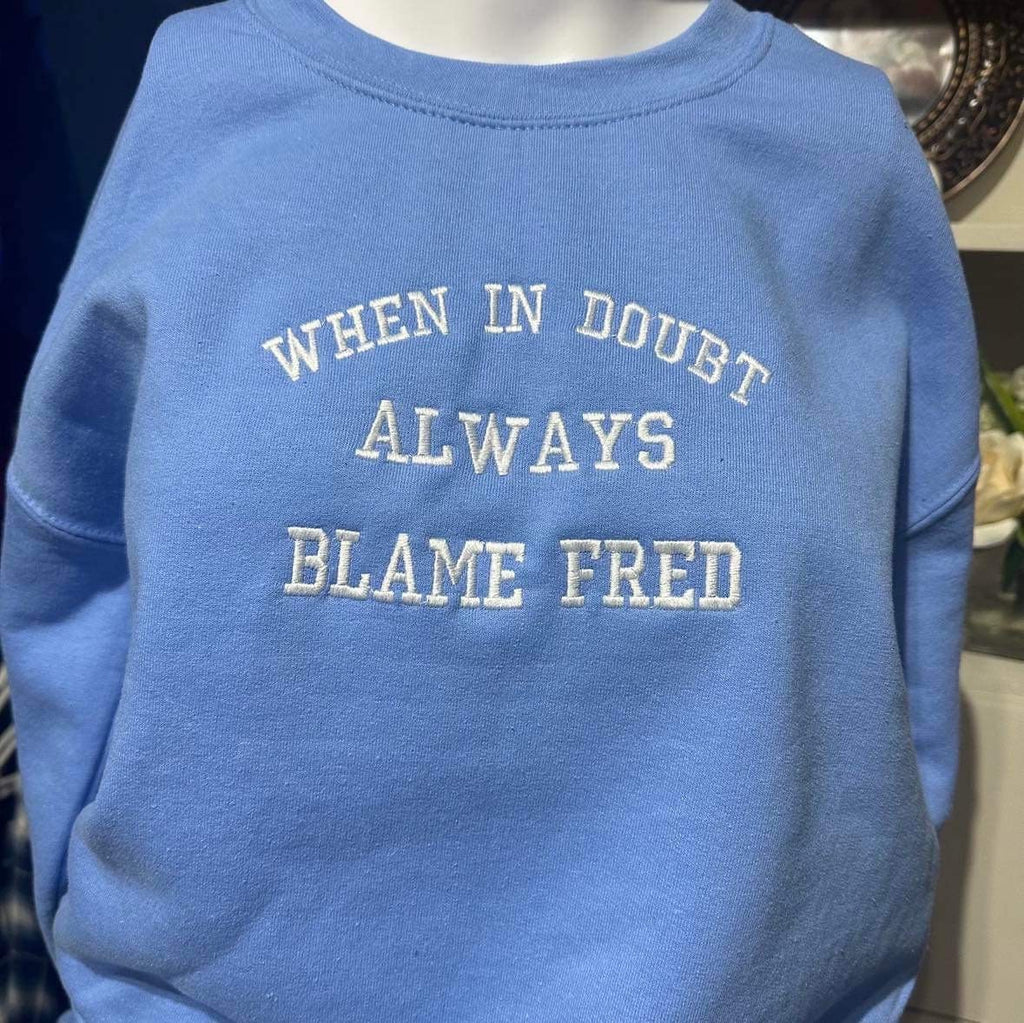 WHEN IN DOUBT
ALWAYS
BLAME FRED